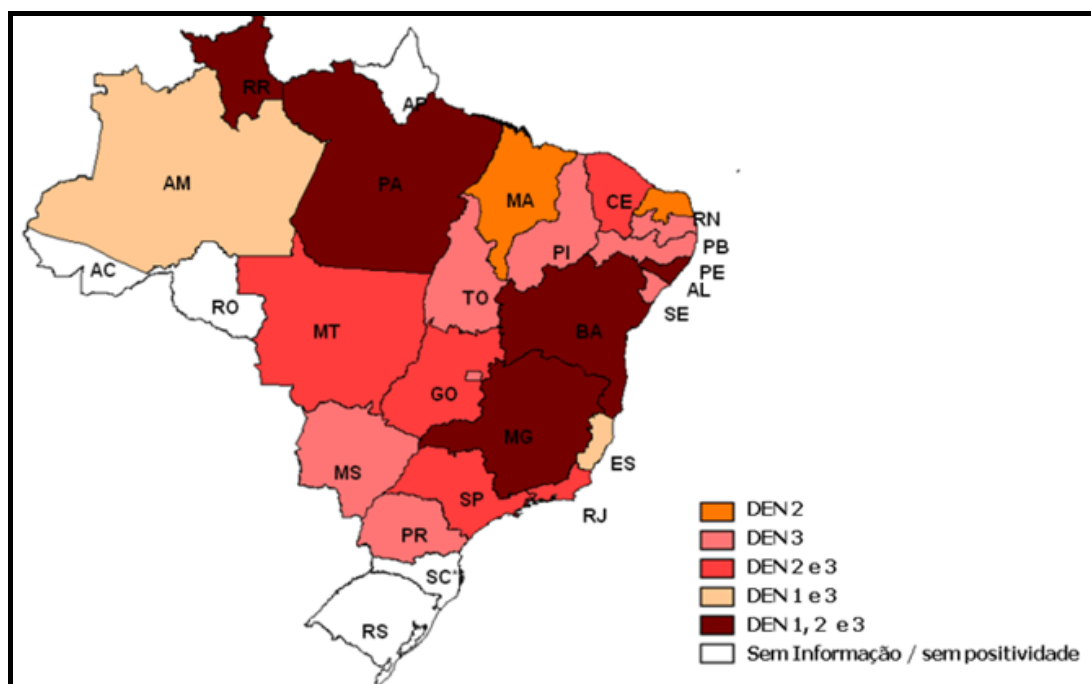 RR
AP
AM
PA
MA
CE
RN
PB
PI
PE
AC
TO
AL
RO
SE
MT
BA
GO
MG
ES
MS
SP
RJ
PR
SC*
RS
DEN 2
DEN 3
DEN 2 e 3
DEN 1 e 3
DEN 1, 2 e 3
Sem Informação / sem positividade